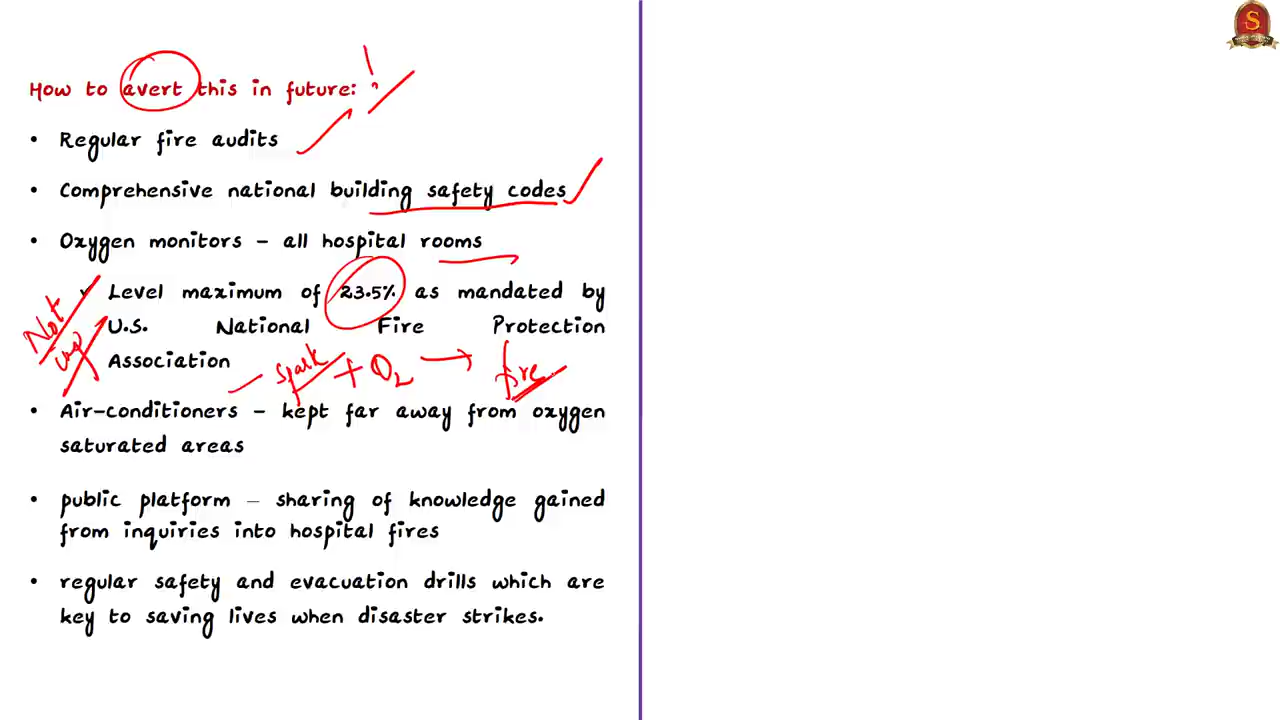 How to avert this in future:
• Regular fire audits
• Comprehensive national building safety codes
• Oxygen monitors – all hospital rooms
Level maximum of 23.5% as mandated by
U.S. National Fire Protection
Association
Not
imp
Spark + O2 → fire
• Air-conditioners – kept far away from oxygen
saturated areas
• public platform – sharing of knowledge gained
from inquiries into hospital fires
• regular safety and evacuation drills which are
key to saving lives when disaster strikes.
S